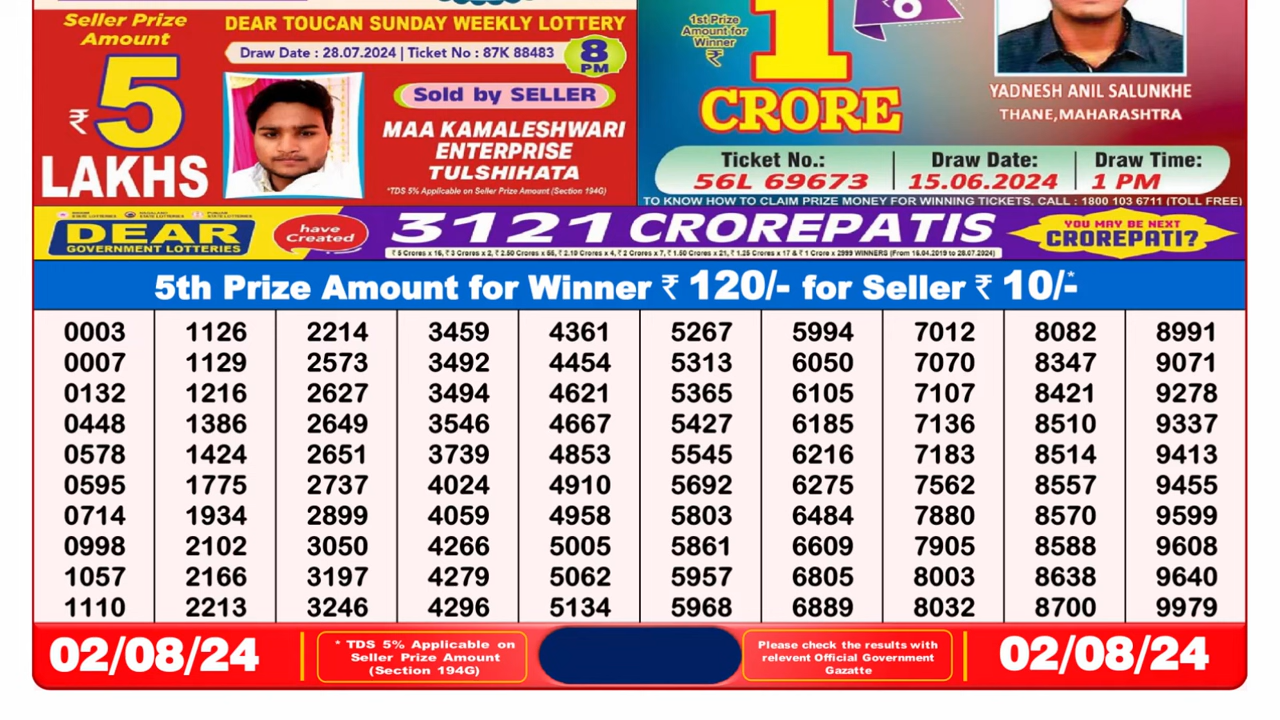 Seller Prize
Amount
₹5
LAKHS
DEAR TOUCAN SUNDAY WEEKLY LOTTERY
Draw Date : 28.07.2024 | Ticket No : 87K 88483
8
PM
Sold by SELLER
MAA KAMALESHWARI
ENTERPRISE
TULSHIHATA
*TDS 5% Applicable on Seller Prize Amount (Section 194G)
1st Prize
Amount for
Winner
₹
1
CRORE
YADNESH ANIL SALUNKHE
THANE,MAHARASHTRA
Ticket No.: Draw Date: Draw Time:
56L 69673 15.06.2024 1 PM
TO KNOW HOW TO CLAIM PRIZE MONEY FOR WINNING TICKETS, CALL : 1800 103 6711 (TOLL FREE)
DEAR
GOVERNMENT LOTTERIES
have
Created
3121 CROREPATIS
YOU MAY BE NEXT
CROREPATI?
5th Prize Amount for Winner ₹ 120/- for Seller ₹ 10/-*
0003 1126 2214 3459 4361 5267 5994 7012 8082 8991
0007 1129 2573 3492 4454 5313 6050 7070 8347 9071
0132 1216 2627 3494 4621 5365 6105 7107 8421 9278
0448 1386 2649 3546 4667 5427 6185 7136 8510 9337
0578 1424 2651 3739 4853 5545 6216 7183 8514 9413
0595 1775 2737 4024 4910 5692 6275 7562 8557 9455
0714 1934 2899 4059 4958 5803 6484 7880 8570 9599
0998 2102 3050 4266 5005 5861 6609 7905 8588 9608
1057 2166 3197 4279 5062 5957 6805 8003 8638 9640
1110 2213 3246 4296 5134 5968 6889 8032 8700 9979
02/08/24
* TDS 5% Applicable on
Seller Prize Amount
(Section 194G)
Please check the results with
relevent Official Government
Gazatte
02/08/24